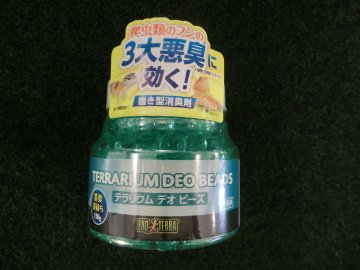 爬虫類のフンの
3大悪臭に
効く!
置き型消臭剤
TERRARIUM DEO BEADS
テラリウム デオ ビーズ
EXO TERRA